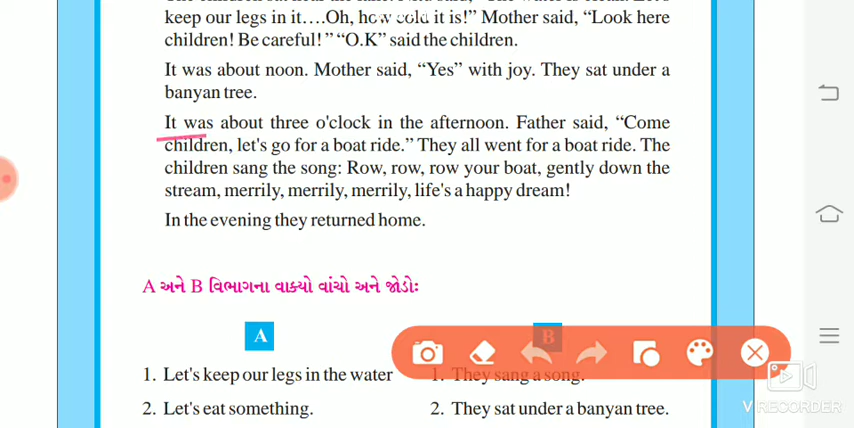 keep our legs in it….Oh, how cold it is!” Mother said, “Look here
children! Be careful!” “O.K” said the children.
It was about noon. Mother said, “Yes” with joy. They sat under a
banyan tree.
It was about three o'clock in the afternoon. Father said, “Come
children, let's go for a boat ride.” They all went for a boat ride. The
children sang the song: Row, row, row your boat, gently down the
stream, merrily, merrily, merrily, life's a happy dream!
In the evening they returned home.
A અને B વિભાગના વાક્યો વાંચો અને જોડોઃ
A B
1. Let's keep our legs in the water 1. They sang a song.
2. Let's eat something. 2. They sat under a banyan tree.
VRECORDER